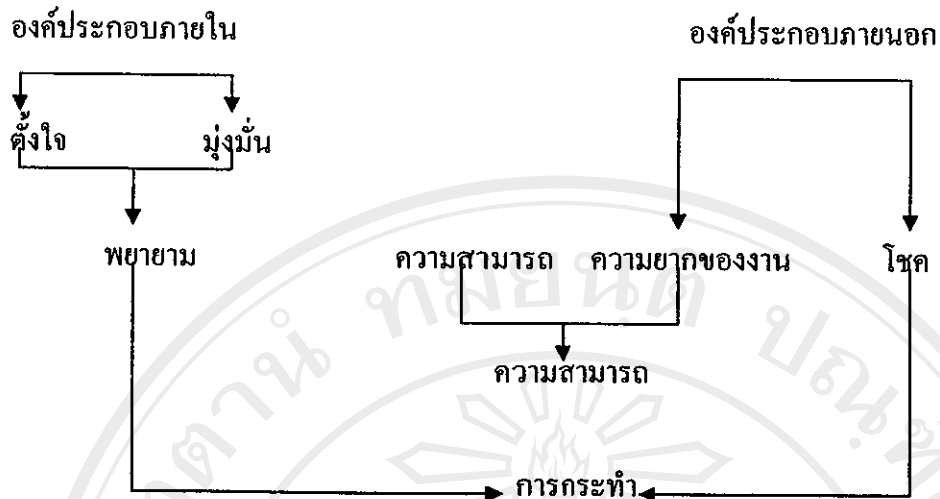 องค์ประกอบภายใน
องค์ประกอบภายนอก
ตั้งใจ มุ่งมั่น
พยายาม ความสามารถ ความยากของงาน โชค
ความสามารถ
การกระทำ